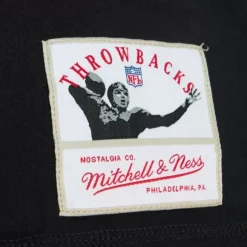 THROWBACKS
NFL
NOSTALGIA CO.
Mitchell & Ness
PHILADELPHIA, PA.